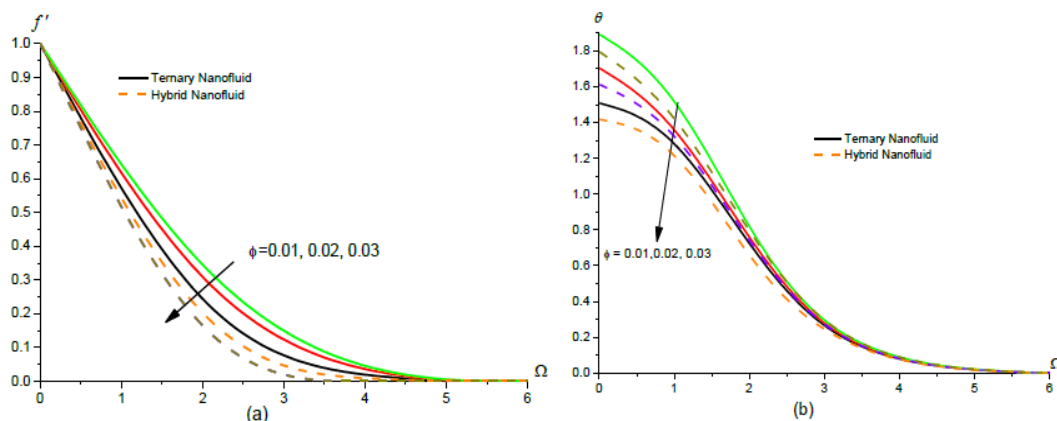 f'
1.0
0.9
0.8
0.7
0.6
0.5
0.4
0.3
0.2
0.1
0.0
0 1 2 3 4 5 6
Ω
Ternary Nanofluid
Hybrid Nanofluid
ϕ=0.01, 0.02, 0.03
(a)
θ
1.8
1.6
1.4
1.2
1.0
0.8
0.6
0.4
0.2
0.0
0 1 2 3 4 5 6
Ω
Ternary Nanofluid
Hybrid Nanofluid
ϕ = 0.01, 0.02, 0.03
(b)